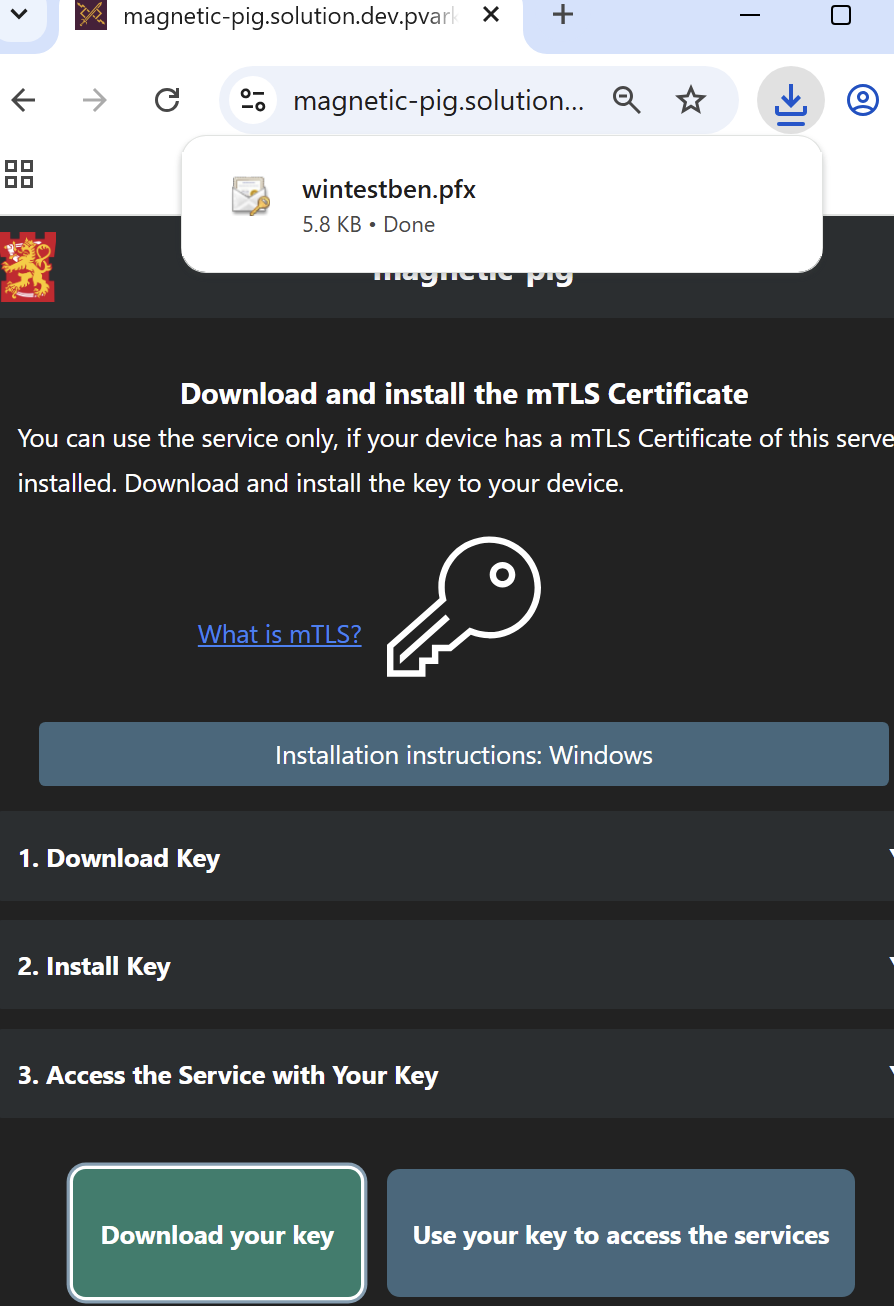 magnetic-pig.solution.dev.pvark
magnetic-pig.solution...
wintestben.pfx
5.8 KB • Done
magnetic-pig
Download and install the mTLS Certificate
You can use the service only, if your device has a mTLS Certificate of this serve
installed. Download and install the key to your device.
What is mTLS?
Installation instructions: Windows
1. Download Key
2. Install Key
3. Access the Service with Your Key
Download your key
Use your key to access the services